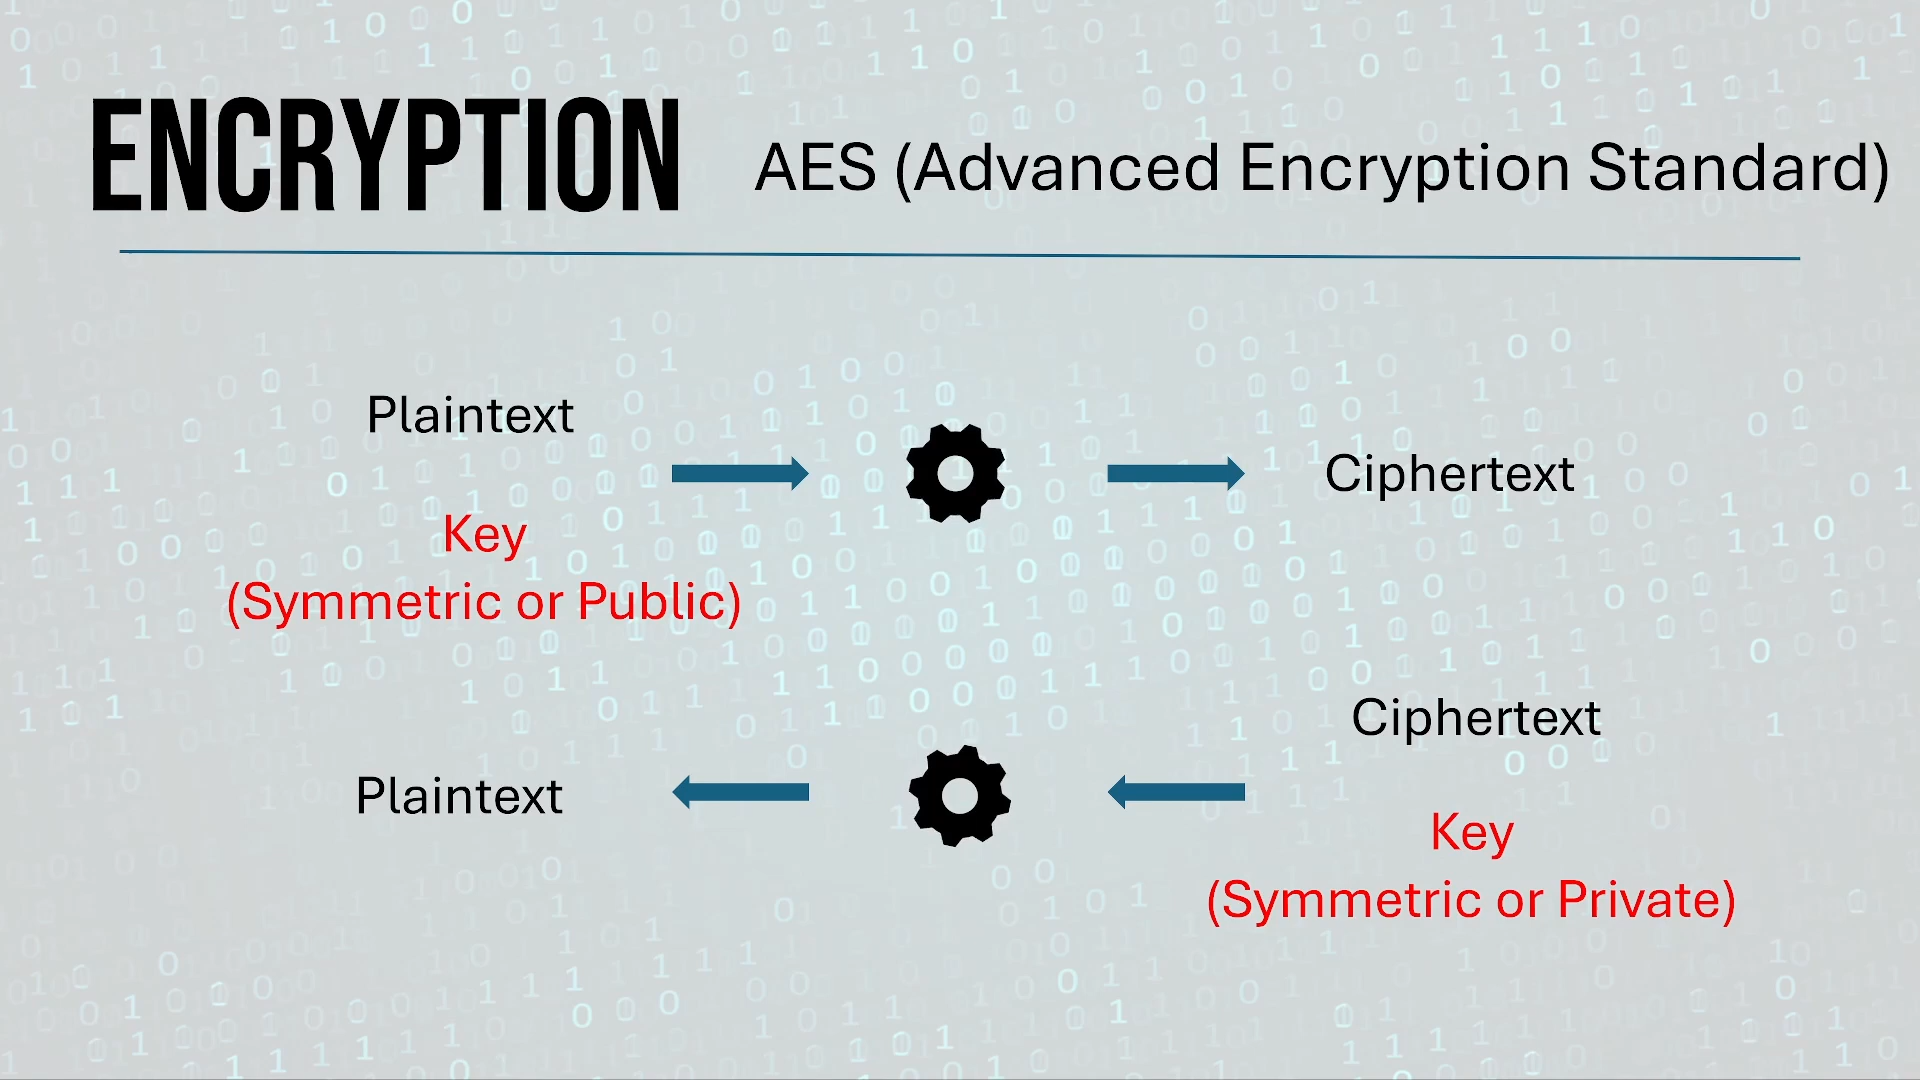 ENCRYPTION
AES (Advanced Encryption Standard)
Plaintext
Key
(Symmetric or Public)
Ciphertext
Plaintext
Ciphertext
Key
(Symmetric or Private)